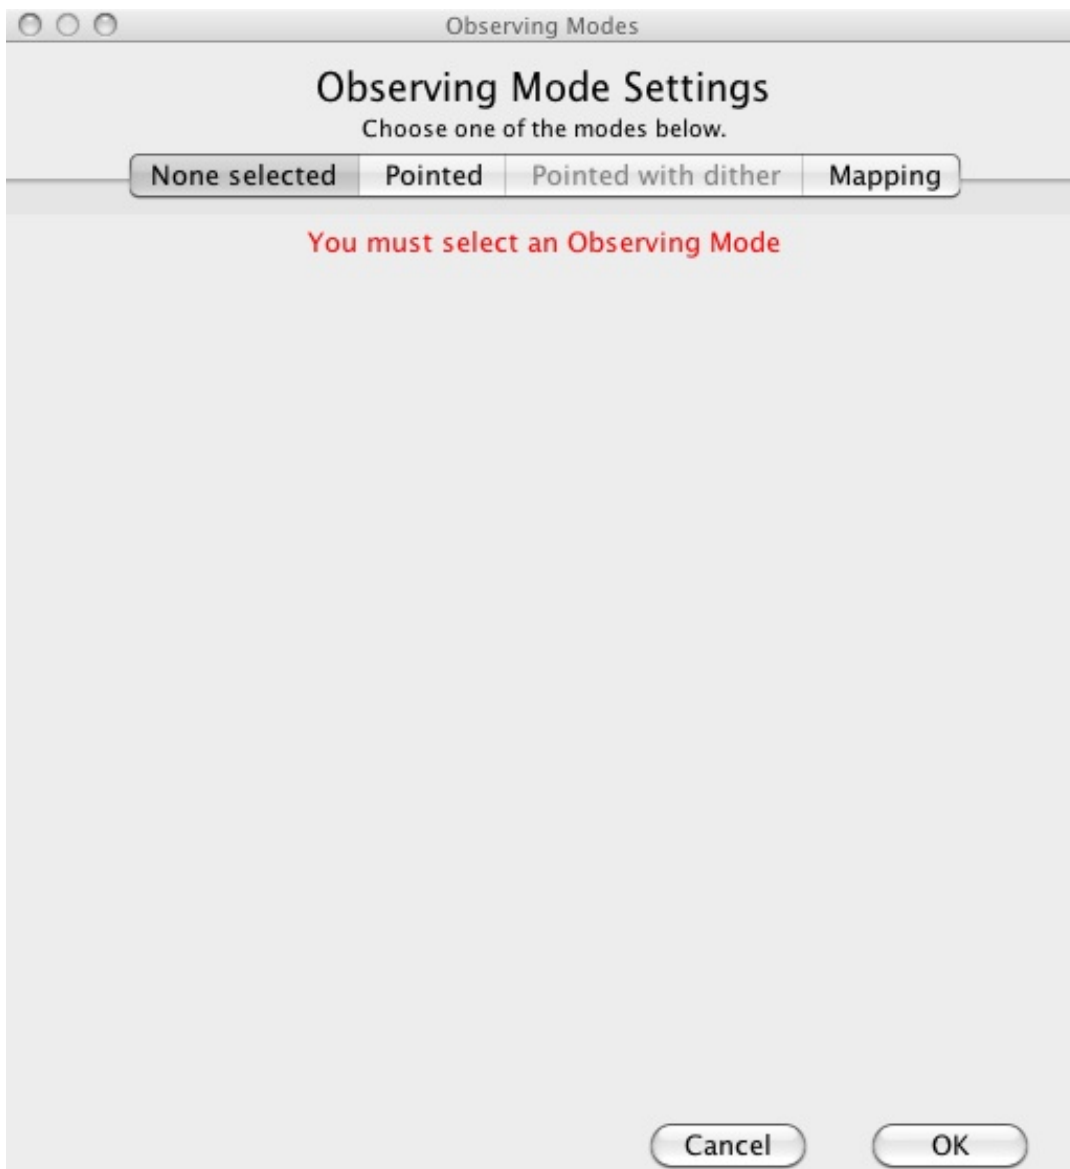 Observing Modes
Observing Mode Settings
Choose one of the modes below.
None selected Pointed Pointed with dither Mapping
You must select an Observing Mode
Cancel OK